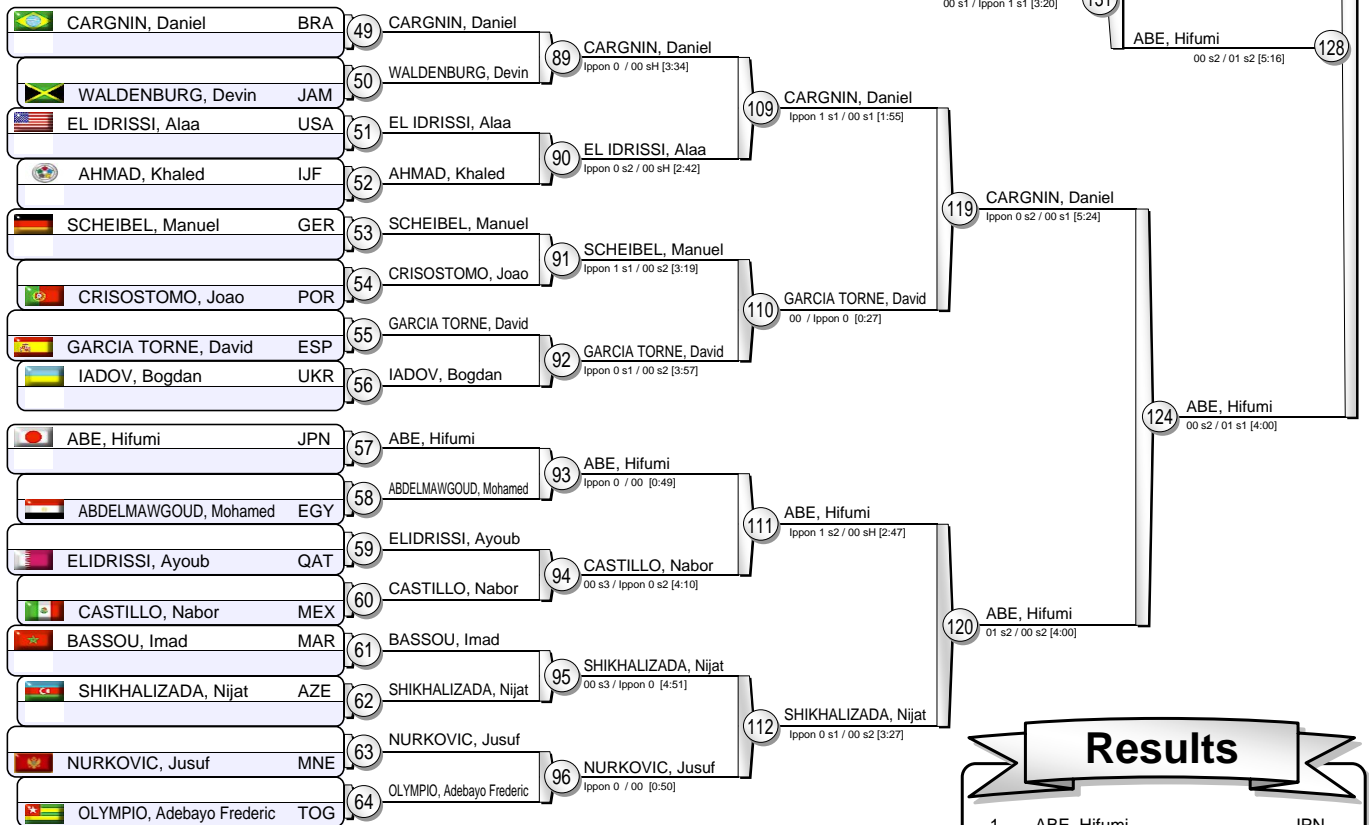 00 s1 / Ippon 1 s1 [3:20]
ABE, Hifumi
128
00 s2 / 01 s2 [5:16]
CARGNIN, Daniel BRA
49
CARGNIN, Daniel
89
CARGNIN, Daniel
Ippon 0 / 00 sH [3:34]
WALDENBURG, Devin JAM
50
WALDENBURG, Devin
109
CARGNIN, Daniel
Ippon 1 s1 / 00 s1 [1:55]
EL IDRISSI, Alaa USA
51
EL IDRISSI, Alaa
90
EL IDRISSI, Alaa
Ippon 0 s2 / 00 sH [2:42]
AHMAD, Khaled IJF
52
AHMAD, Khaled
119
CARGNIN, Daniel
Ippon 0 s2 / 00 s1 [5:24]
SCHEIBEL, Manuel GER
53
SCHEIBEL, Manuel
91
SCHEIBEL, Manuel
Ippon 1 s1 / 00 s2 [3:19]
CRISOSTOMO, Joao POR
54
CRISOSTOMO, Joao
110
GARCIA TORNE, David
00 / Ippon 0 [0:27]
GARCIA TORNE, David ESP
55
GARCIA TORNE, David
92
GARCIA TORNE, David
Ippon 0 s1 / 00 s2 [3:57]
IADOV, Bogdan UKR
56
IADOV, Bogdan
124
ABE, Hifumi
00 s2 / 01 s1 [4:00]
ABE, Hifumi JPN
57
ABE, Hifumi
93
ABE, Hifumi
Ippon 0 / 00 [0:49]
ABDELMAWGOUD, Mohamed EGY
58
ABDELMAWGOUD, Mohamed
111
ABE, Hifumi
Ippon 1 s2 / 00 sH [2:47]
ELIDRISSI, Ayoub QAT
59
ELIDRISSI, Ayoub
94
CASTILLO, Nabor
00 s3 / Ippon 0 s2 [4:10]
CASTILLO, Nabor MEX
60
CASTILLO, Nabor
120
ABE, Hifumi
01 s2 / 00 s2 [4:00]
BASSOU, Imad MAR
61
BASSOU, Imad
95
SHIKHALIZADA, Nijat
00 s3 / Ippon 0 [4:51]
SHIKHALIZADA, Nijat AZE
62
SHIKHALIZADA, Nijat
112
SHIKHALIZADA, Nijat
Ippon 0 s1 / 00 s2 [3:27]
NURKOVIC, Jusuf MNE
63
NURKOVIC, Jusuf
96
NURKOVIC, Jusuf
Ippon 0 / 00 [0:50]
OLYMPIO, Adebayo Frederic TOG
64
OLYMPIO, Adebayo Frederic
Results
1 ABE, Hifumi JPN